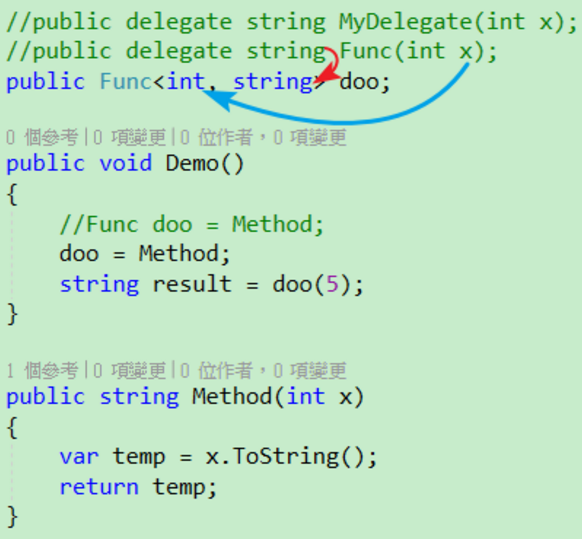 //public delegate string MyDelegate(int x);
//public delegate string Func(int x);
public Func<int, string> doo;
0 個參考|0 項變更|0 位作者，0 項變更
public void Demo()
{
//Func doo = Method;
doo = Method;
string result = doo(5);
}
1 個參考|0 項變更|0 位作者，0 項變更
public string Method(int x)
{
var temp = x.ToString();
return temp;
}